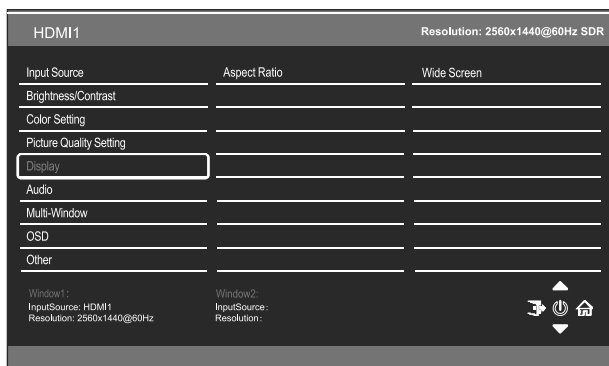 HDMI1 Resolution: 2560x1440@60Hz SDR
Input Source Aspect Ratio Wide Screen
Brightness/Contrast
Color Setting
Picture Quality Setting
Display
Audio
Multi-Window
OSD
Other
Window1: Window2:
InputSource: HDMI1 InputSource:
Resolution: 2560x1440@60Hz Resolution: